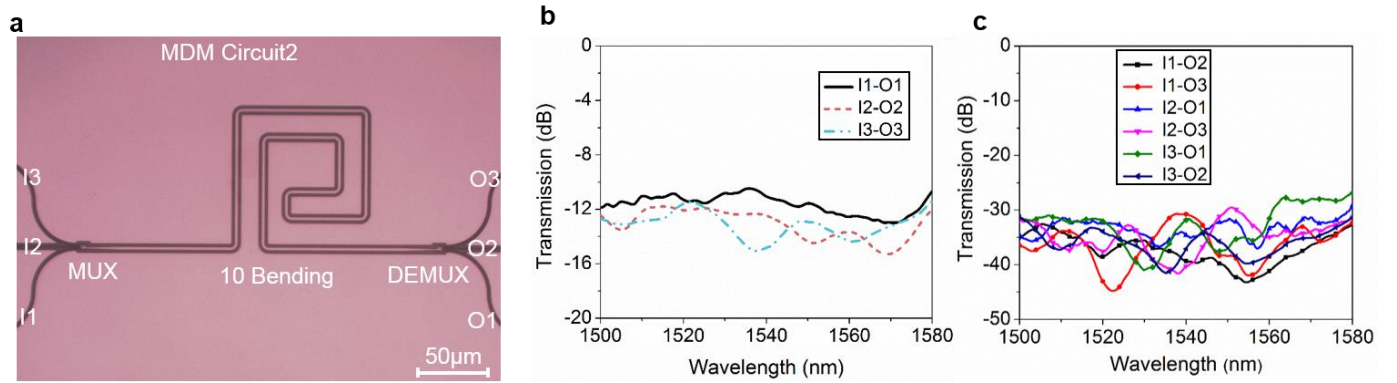 a
MDM Circuit2
I3
O3
I2
O2
MUX
10 Bending
DEMUX
I1
O1
50μm
b
Transmission (dB)
0
-4
-8
-12
-16
-20
I1-O1
I2-O2
I3-O3
1500
1520
1540
1560
1580
Wavelength (nm)
c
Transmission (dB)
0
-10
-20
-30
-40
-50
I1-O2
I1-O3
I2-O1
I2-O3
I3-O1
I3-O2
1500
1520
1540
1560
1580
Wavelength (nm)